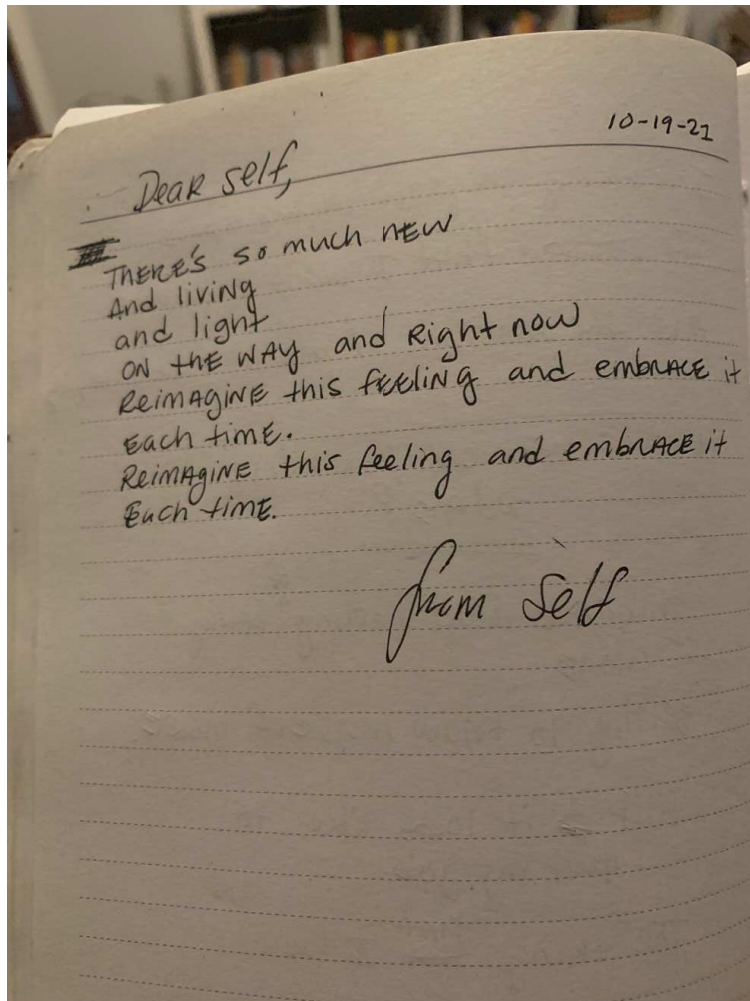 10-19-21
Dear self,
THERE'S so much NEW
And living
and light
ON tHE WAY and Right now
ReimAgiNE this fEEliNg and embRACE it
Each timE.
ReimAgiNE this feeling and embRACE it
Each timE.
from self